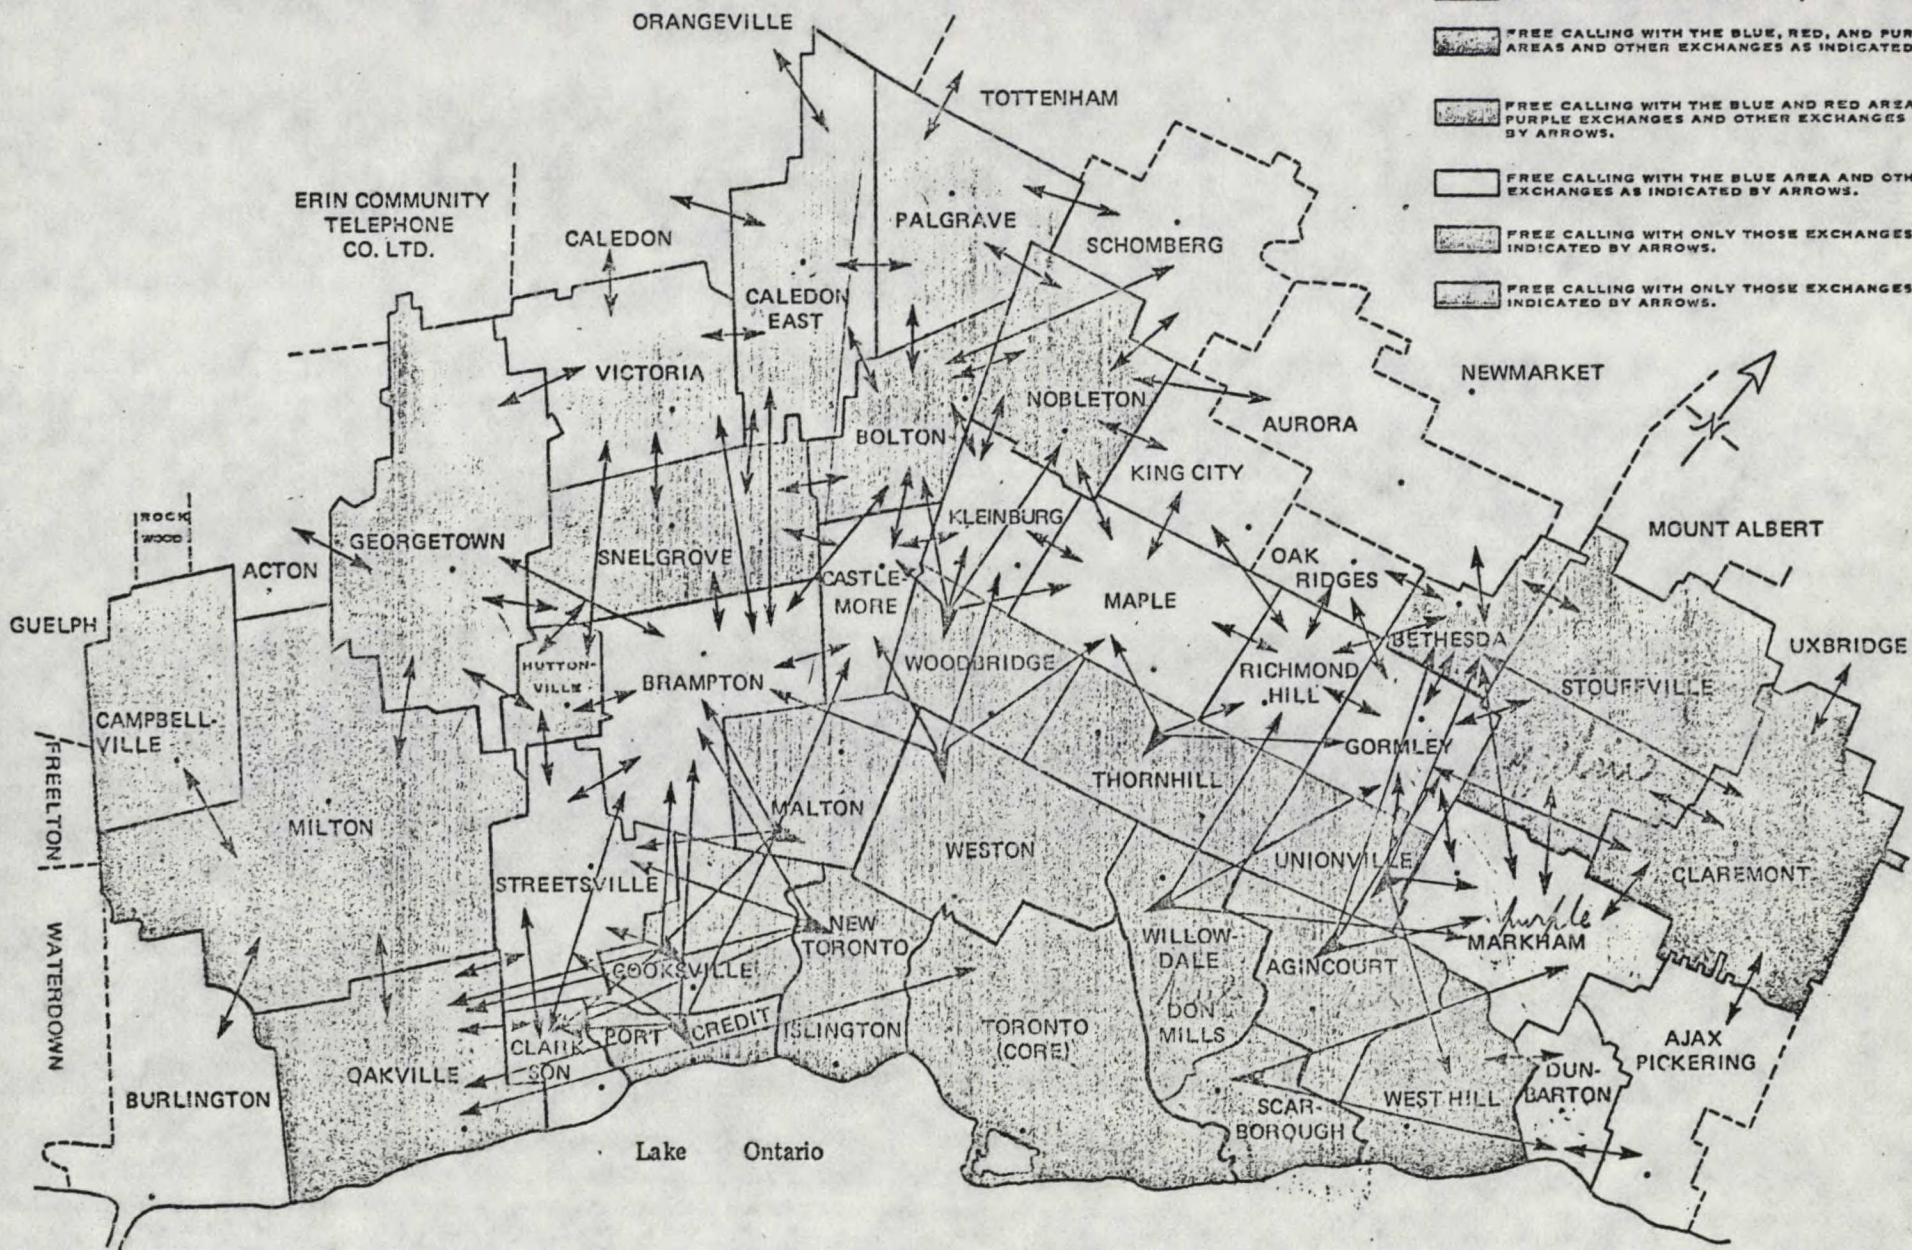 FREE CALLING WITH THE BLUE, RED, AND PUR
AREAS AND OTHER EXCHANGES AS INDICATED
FREE CALLING WITH THE BLUE AND RED AREA
PURPLE EXCHANGES AND OTHER EXCHANGES
BY ARROWS.
FREE CALLING WITH THE BLUE AREA AND OTH
EXCHANGES AS INDICATED BY ARROWS.
FREE CALLING WITH ONLY THOSE EXCHANGES
INDICATED BY ARROWS.
FREE CALLING WITH ONLY THOSE EXCHANGES
INDICATED BY ARROWS.
ORANGEVILLE
TOTTENHAM
ERIN COMMUNITY
TELEPHONE
CO. LTD.
CALEDON
PALGRAVE
SCHOMBERG
CALEDON
EAST
VICTORIA
NEWMARKET
NOBLETON
AURORA
BOLTON
KING CITY
ROCK
WOOD
KLEINBURG
MOUNT ALBERT
GEORGETOWN
SNELGROVE
OAK
RIDGES
ACTON
CASTLE-
MORE
MAPLE
GUELPH
BETHESDA
UXBRIDGE
HUTTON-
VILLE
BRAMPTON
WOODBRIDGE
RICHMOND
HILL
STOUFFVILLE
CAMPBELL-
VILLE
GORMLEY
FREELTON
THORNHILL
MALTON
MILTON
WESTON
UNIONVILLE
CLAREMONT
STREETSVILLE
purple
NEW
TORONTO
WILLOW-
DALE
MARKHAM
WATERDOWN
COOKSVILLE
AGINCOURT
DON
MILLS
PORT CREDIT
ISLINGTON
TORONTO
(CORE)
AJAX
PICKERING
CLARK
SON
OAKVILLE
DUN-
BARTON
BURLINGTON
WEST HILL
SCAR-
BOROUGH
Lake Ontario
N